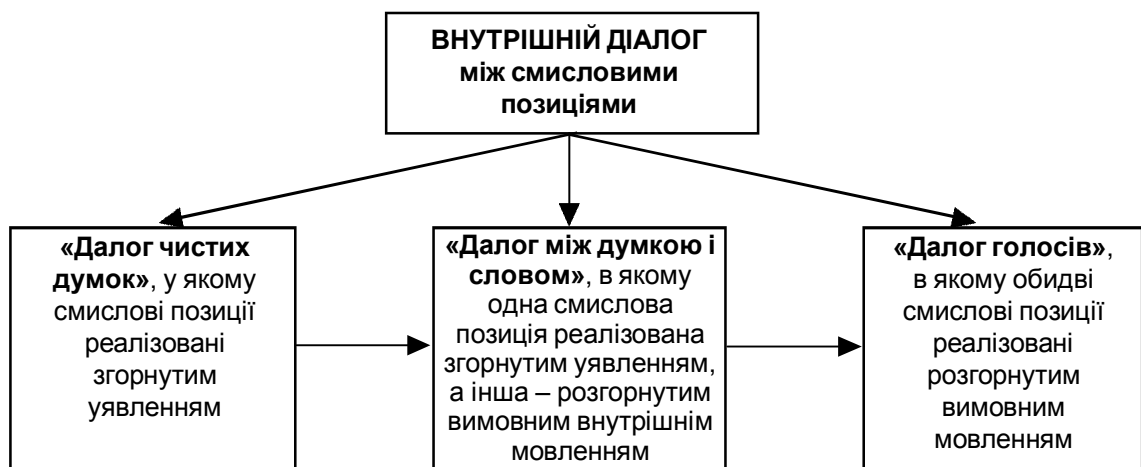 ВНУТРІШНІЙ ДІАЛОГ
між смисловими
позиціями
«Далог чистих
думок», у якому
смислові позиції
реалізовані
згорнутим
уявленням
«Далог між думкою і
словом», в якому
одна смислова
позиція реалізована
згорнутим уявленням,
а інша – розгорнутим
вимовним внутрішнім
мовленням
«Далог голосів»,
в якому обидві
смислові позиції
реалізовані
розгорнутим
вимовним
мовленням